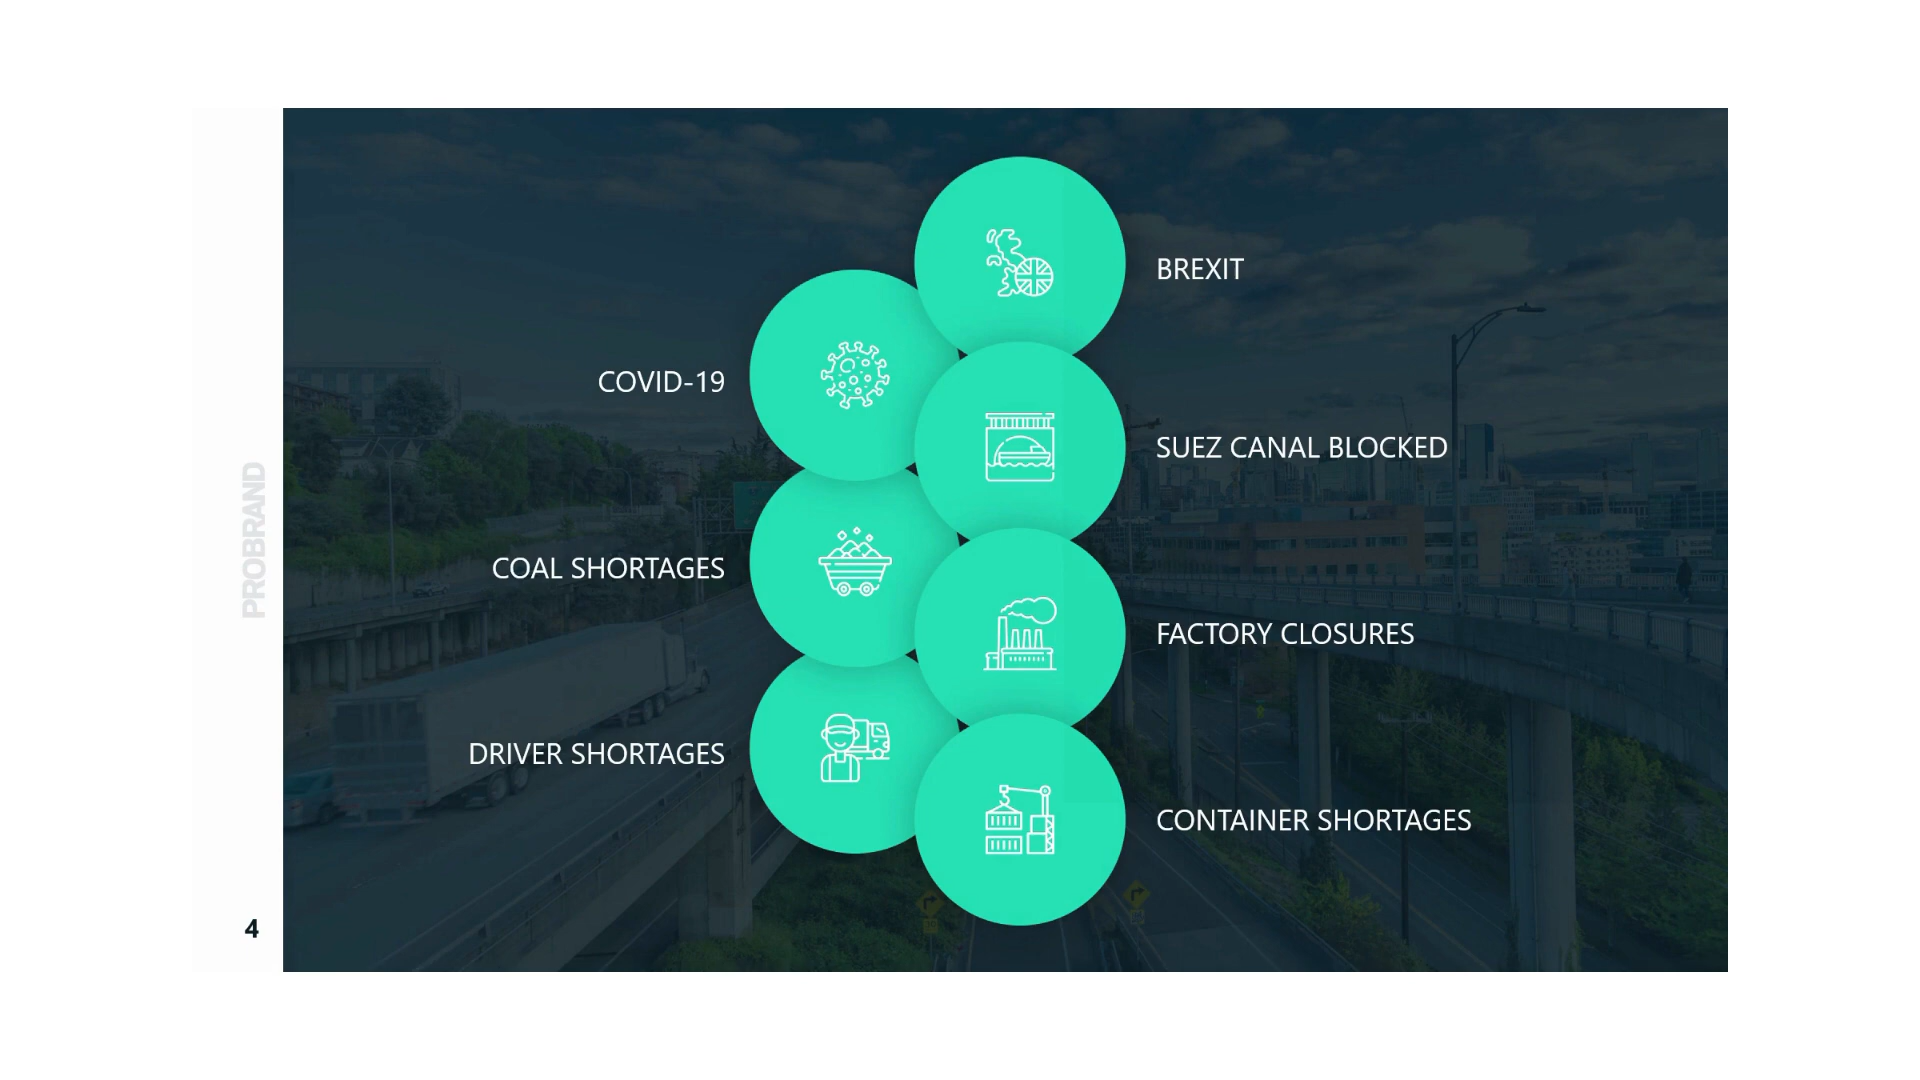 BREXIT
COVID-19
SUEZ CANAL BLOCKED
COAL SHORTAGES
FACTORY CLOSURES
DRIVER SHORTAGES
CONTAINER SHORTAGES
PROBRAND
4